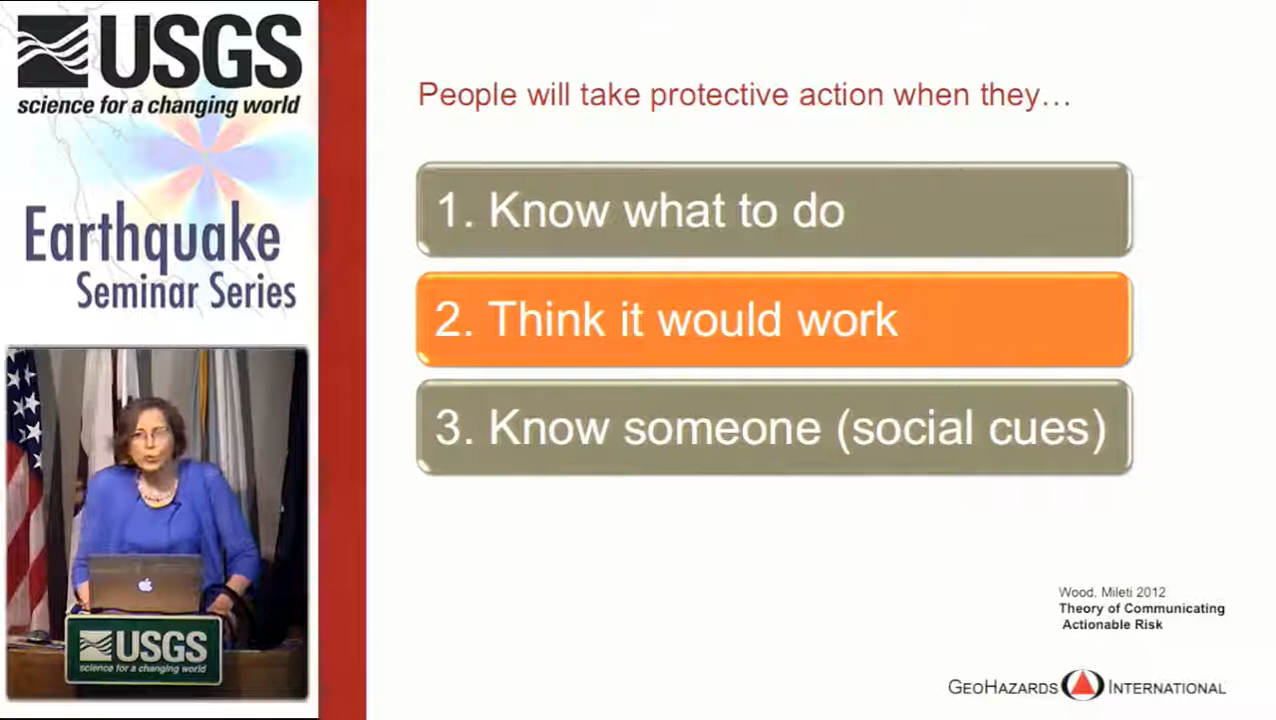 USGS
science for a changing world
Earthquake
Seminar Series
USGS
science for a changing world
People will take protective action when they…
1. Know what to do
2. Think it would work
3. Know someone (social cues)
Wood, Mileti 2012
Theory of Communicating
Actionable Risk
GEOHAZARDS INTERNATIONAL